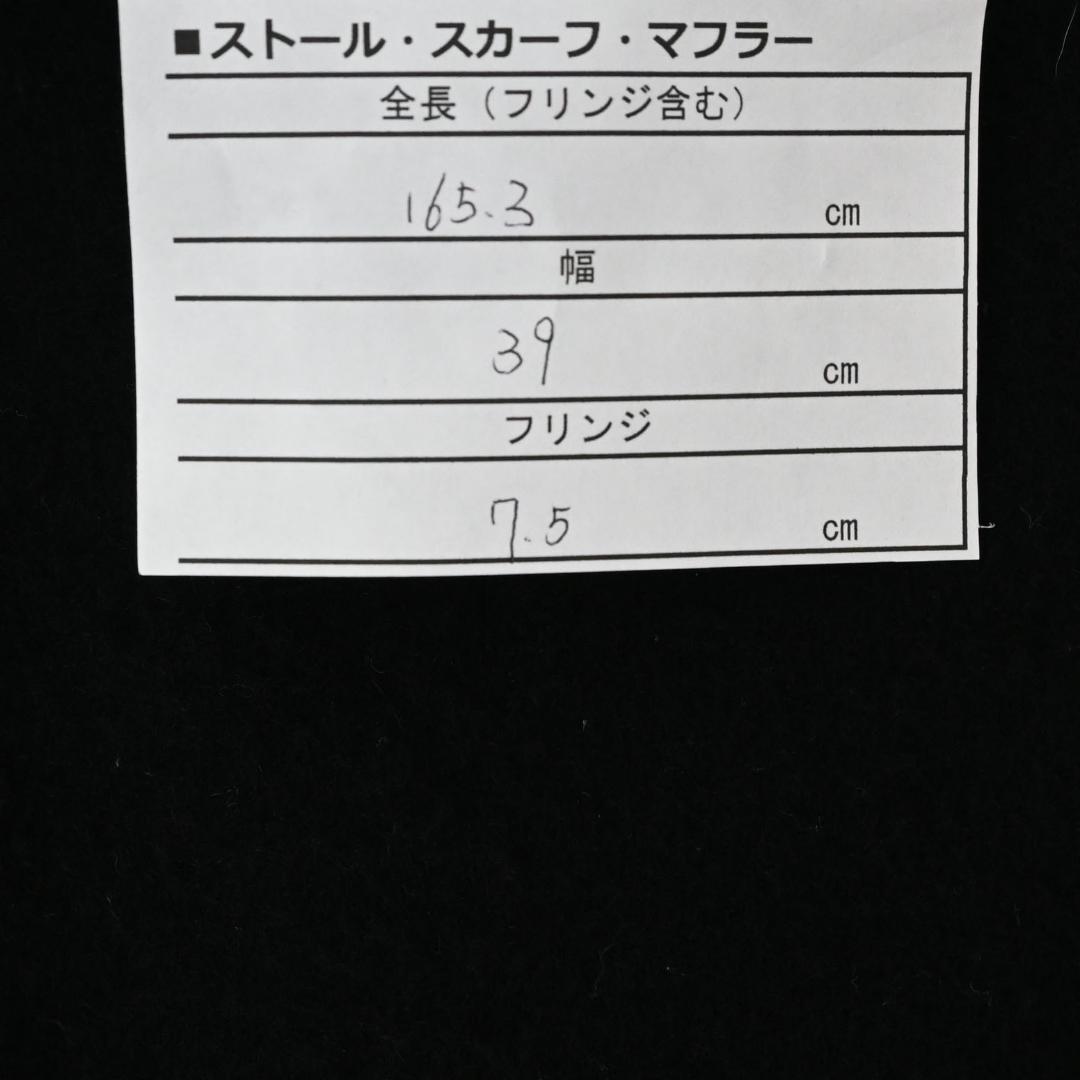 ■ストール・スカーフ・マフラー
全長（フリンジ含む）
165.3 cm
幅
39 cm
フリンジ
7.5 cm